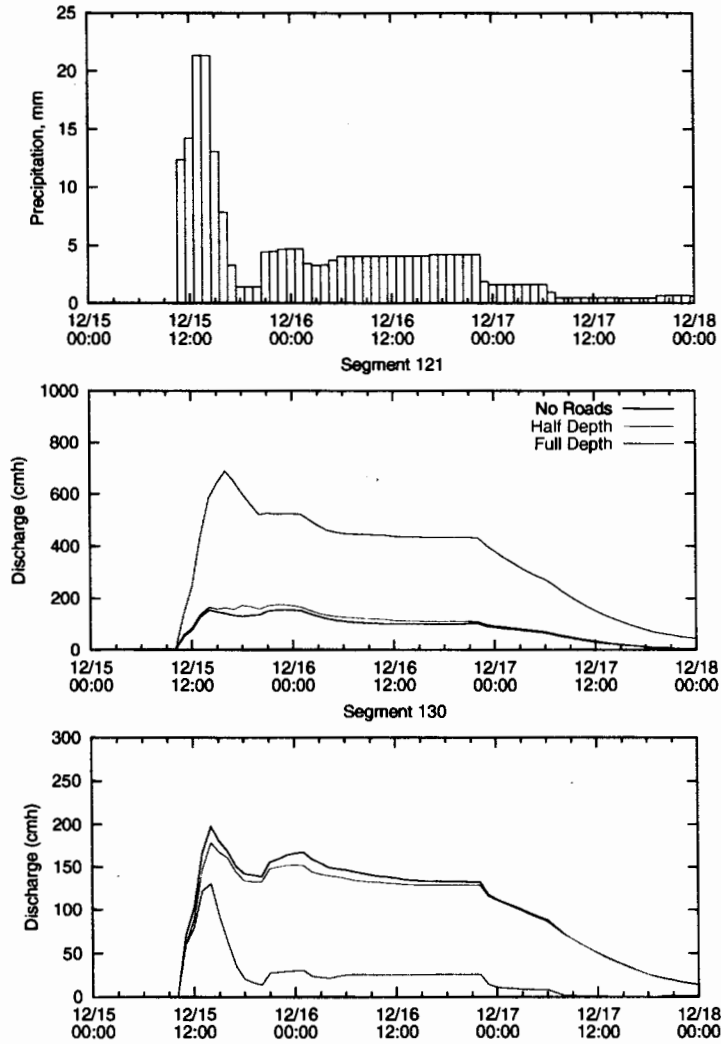 25
20
15
10
5
0
Precipitation, mm
12/15 12/15 12/16 12/16 12/17 12/17 12/18
00:00 12:00 00:00 12:00 00:00 12:00 00:00
Segment 121
1000
800
600
400
200
0
Discharge (cmh)
No Roads
Half Depth
Full Depth
12/15 12/15 12/16 12/16 12/17 12/17 12/18
00:00 12:00 00:00 12:00 00:00 12:00 00:00
Segment 130
300
250
200
150
100
50
0
Discharge (cmh)
12/15 12/15 12/16 12/16 12/17 12/17 12/18
00:00 12:00 00:00 12:00 00:00 12:00 00:00